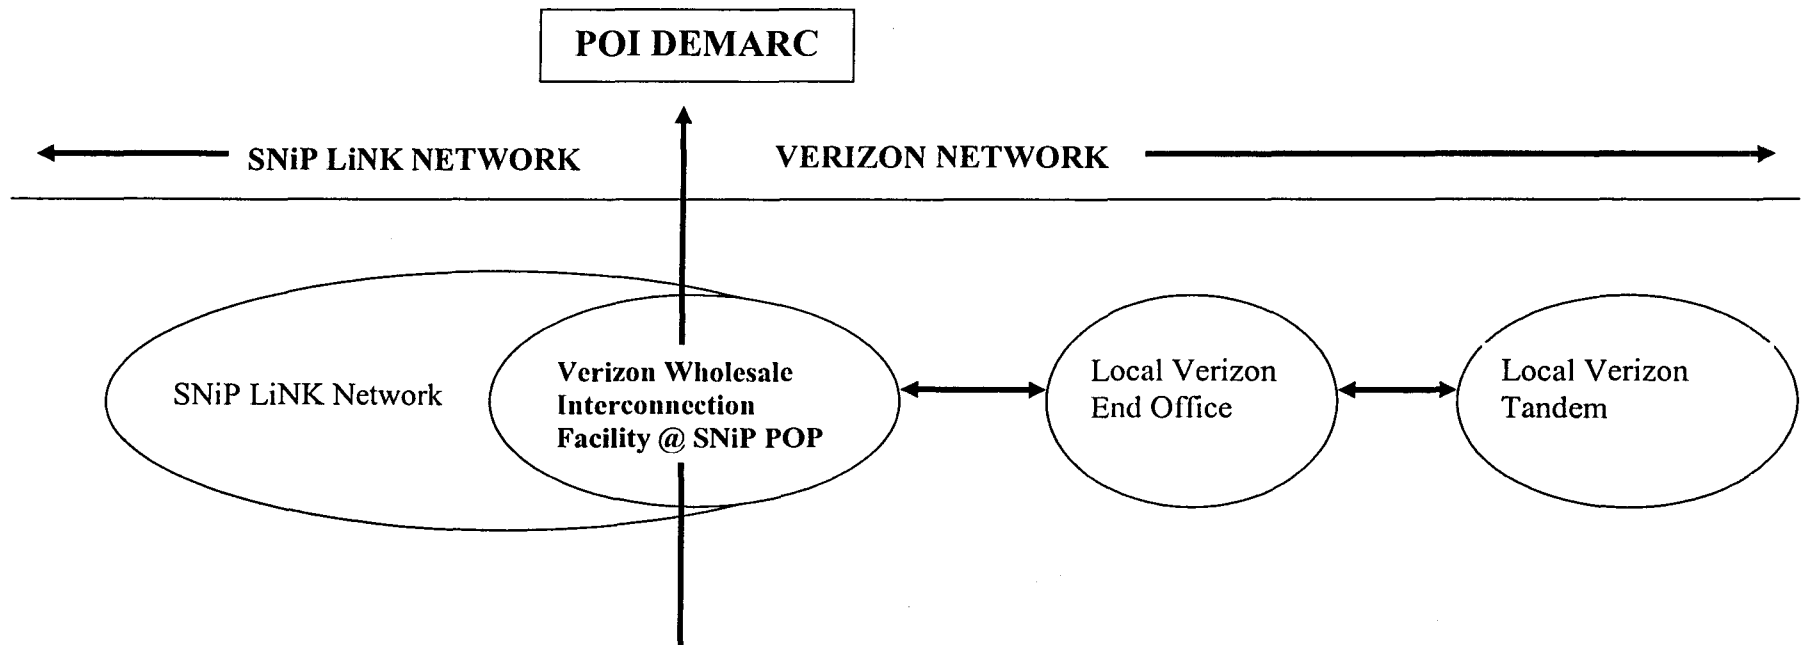 POI DEMARC
SNiP LiNK NETWORK
VERIZON NETWORK
SNiP LiNK Network
Verizon Wholesale
Interconnection
Facility @ SNiP POP
Local Verizon
End Office
Local Verizon
Tandem